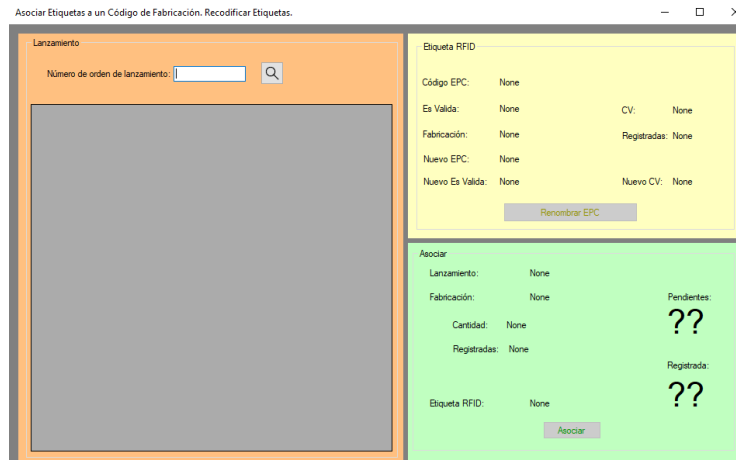 Asociar Etiquetas a un Código de Fabricación. Recodificar Etiquetas.
Lanzamiento
Número de orden de lanzamiento:
Etiqueta RFID
Código EPC: None
Es Valida: None CV: None
Fabricación: None Registradas: None
Nuevo EPC: None
Nuevo Es Valida: None Nuevo CV: None
Renombrar EPC
Asociar
Lanzamiento: None
Fabricación: None Pendientes:
??
Cantidad: None
Registradas: None
Registrada:
??
Etiqueta RFID: None
Asociar